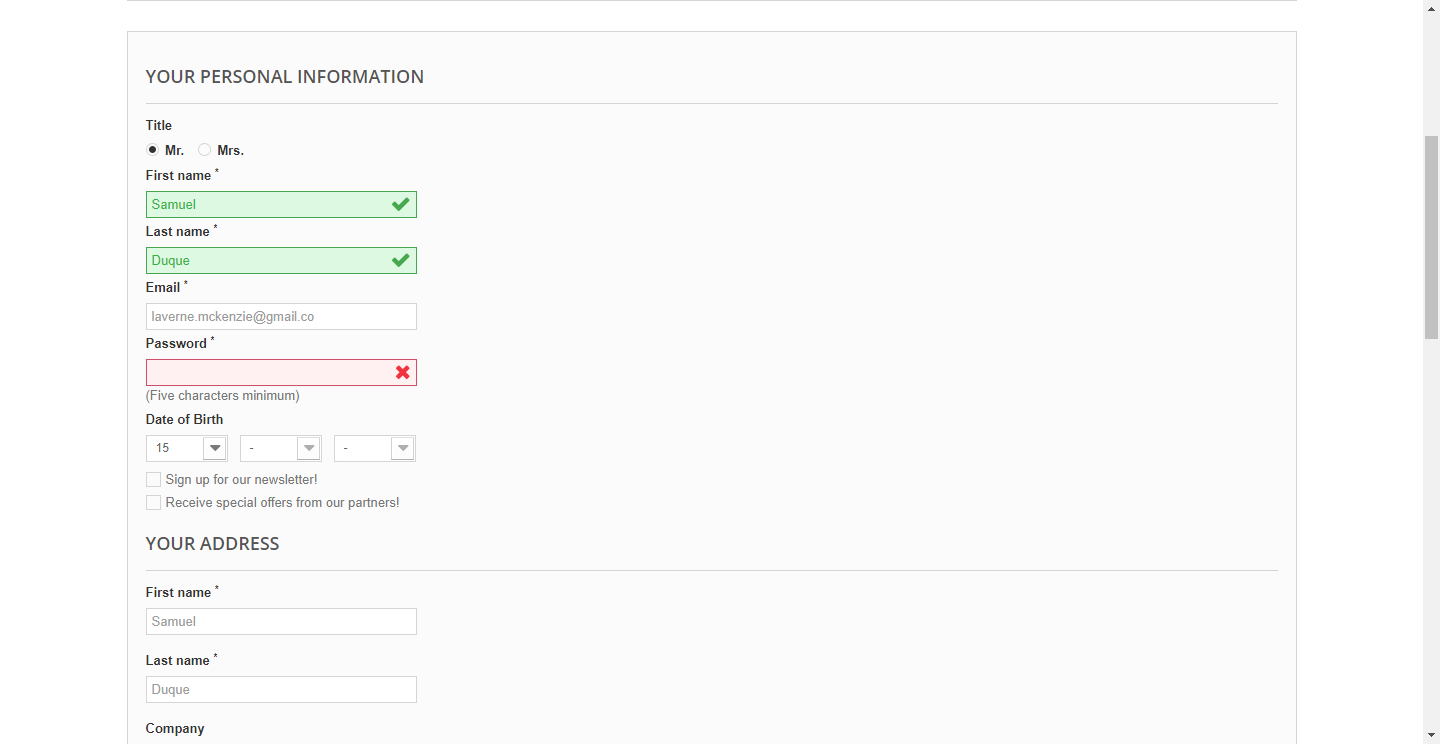 YOUR PERSONAL INFORMATION
Title
Mr. Mrs.
First name *
Samuel
Last name *
Duque
Email *
laverne.mckenzie@gmail.co
Password *
(Five characters minimum)
Date of Birth
15 - -
Sign up for our newsletter!
Receive special offers from our partners!
YOUR ADDRESS
First name *
Samuel
Last name *
Duque
Company